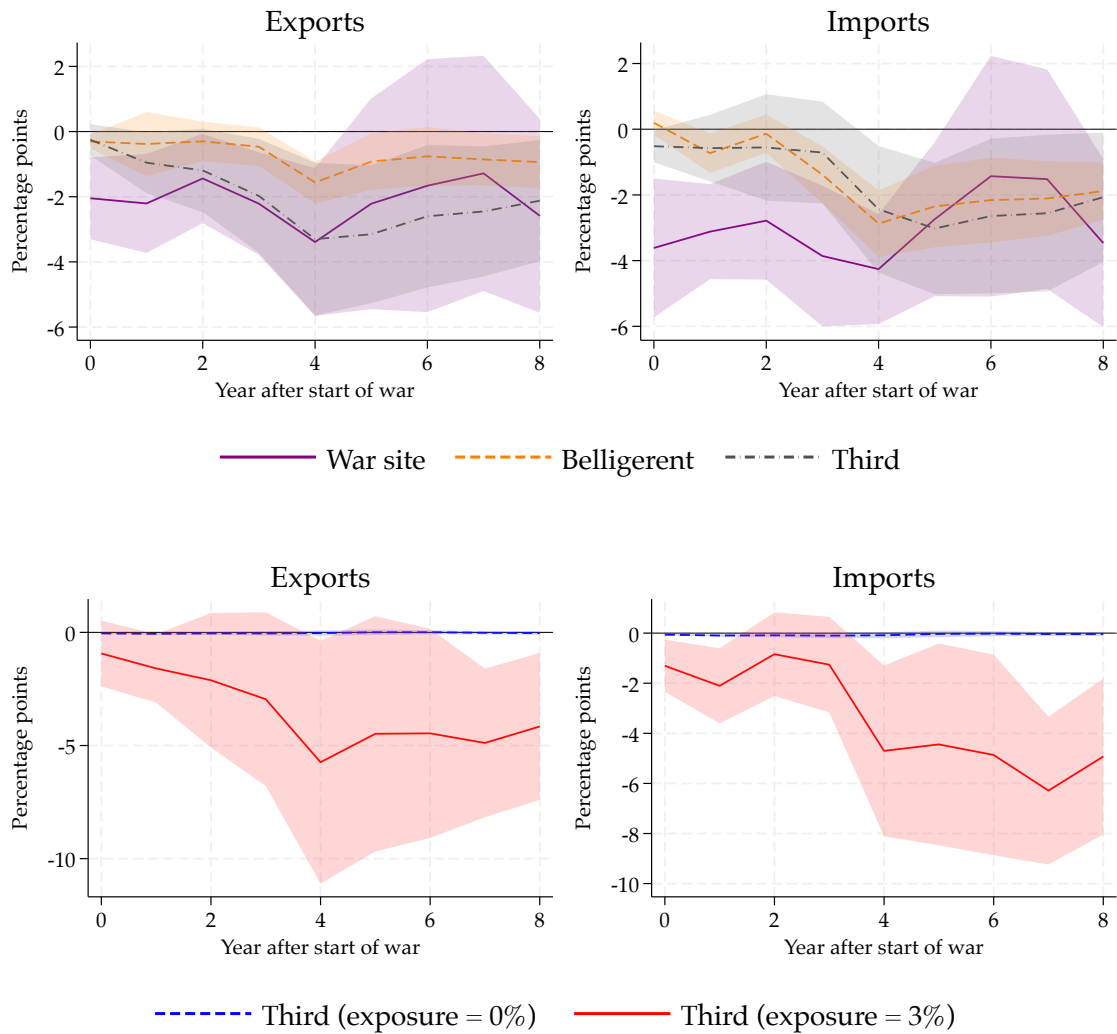 Exports
Percentage points
2
0
-2
-4
-6
0 2 4 6 8
Year after start of war
Imports
Percentage points
2
0
-2
-4
-6
0 2 4 6 8
Year after start of war
War site Belligerent Third
Exports
Percentage points
0
-5
-10
0 2 4 6 8
Year after start of war
Imports
Percentage points
0
-2
-4
-6
-8
-10
0 2 4 6 8
Year after start of war
Third (exposure = 0%) Third (exposure = 3%)